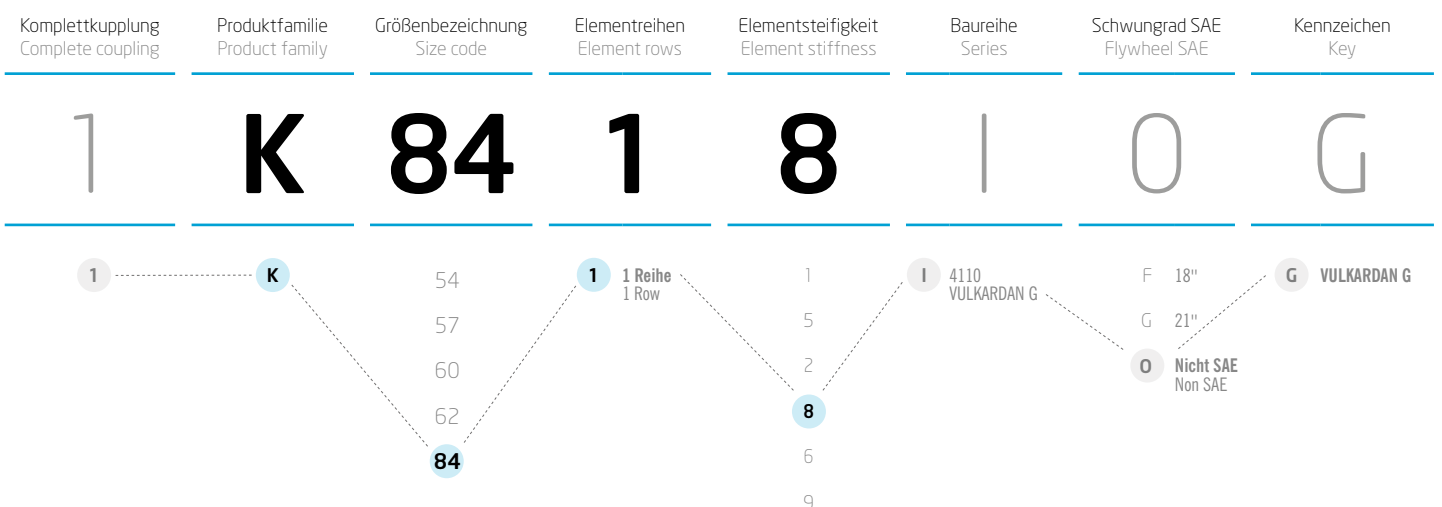 Komplettkupplung Produktfamilie Größenbezeichnung Elementreihen Elementsteifigkeit Baureihe Schwungrad SAE Kennzeichen
Complete coupling Product family Size code Element rows Element stiffness Series Flywheel SAE Key
1 K 84 1 8 I O G
1 K 54 1 1 Reihe 1 I 4110 F 18" G VULKARDAN G
1 Row VULKARDAN G
57 5 G 21"
60 2 O Nicht SAE
Non SAE
62 8
84 6
9